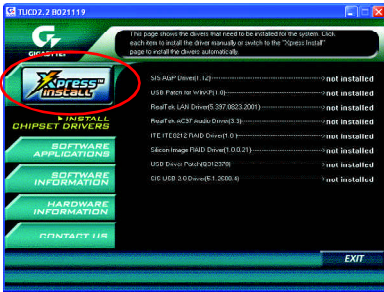 TUCD2.2 B021119
G
GIGABYTE
This page shows the drivers that need to be installed for the system. Click
each item to install the driver manually or switch to the "Xpress Install"
page to install the drivers automatically.
Xpress™
Install
SIS AGP Driver(1.12) not installed
USB Patch for WinXP(1.0) not installed
RealTek LAN Driver(5.397.0823.2001) not installed
RealTek AC97 Audio Driver(3.3) not installed
ITE ITE8212 RAID Driver(1.0) not installed
Silicon Image RAID Driver(1.0.0.21) not installed
USB Driver Patch(Q312370) not installed
SIS USB 2.0 Driver(5.1.2600.4) not installed
INSTALL
CHIPSET DRIVERS
SOFTWARE
APPLICATIONS
SOFTWARE
INFORMATION
HARDWARE
INFORMATION
CONTACT US
EXIT